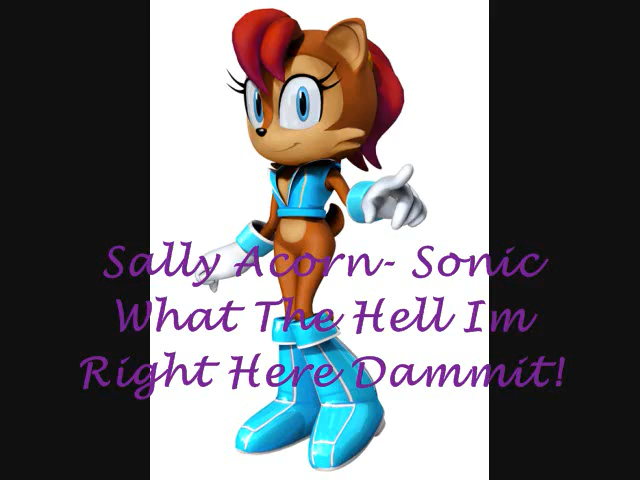 Sally Acorn- Sonic
What The Hell Im
Right Here Dammit!